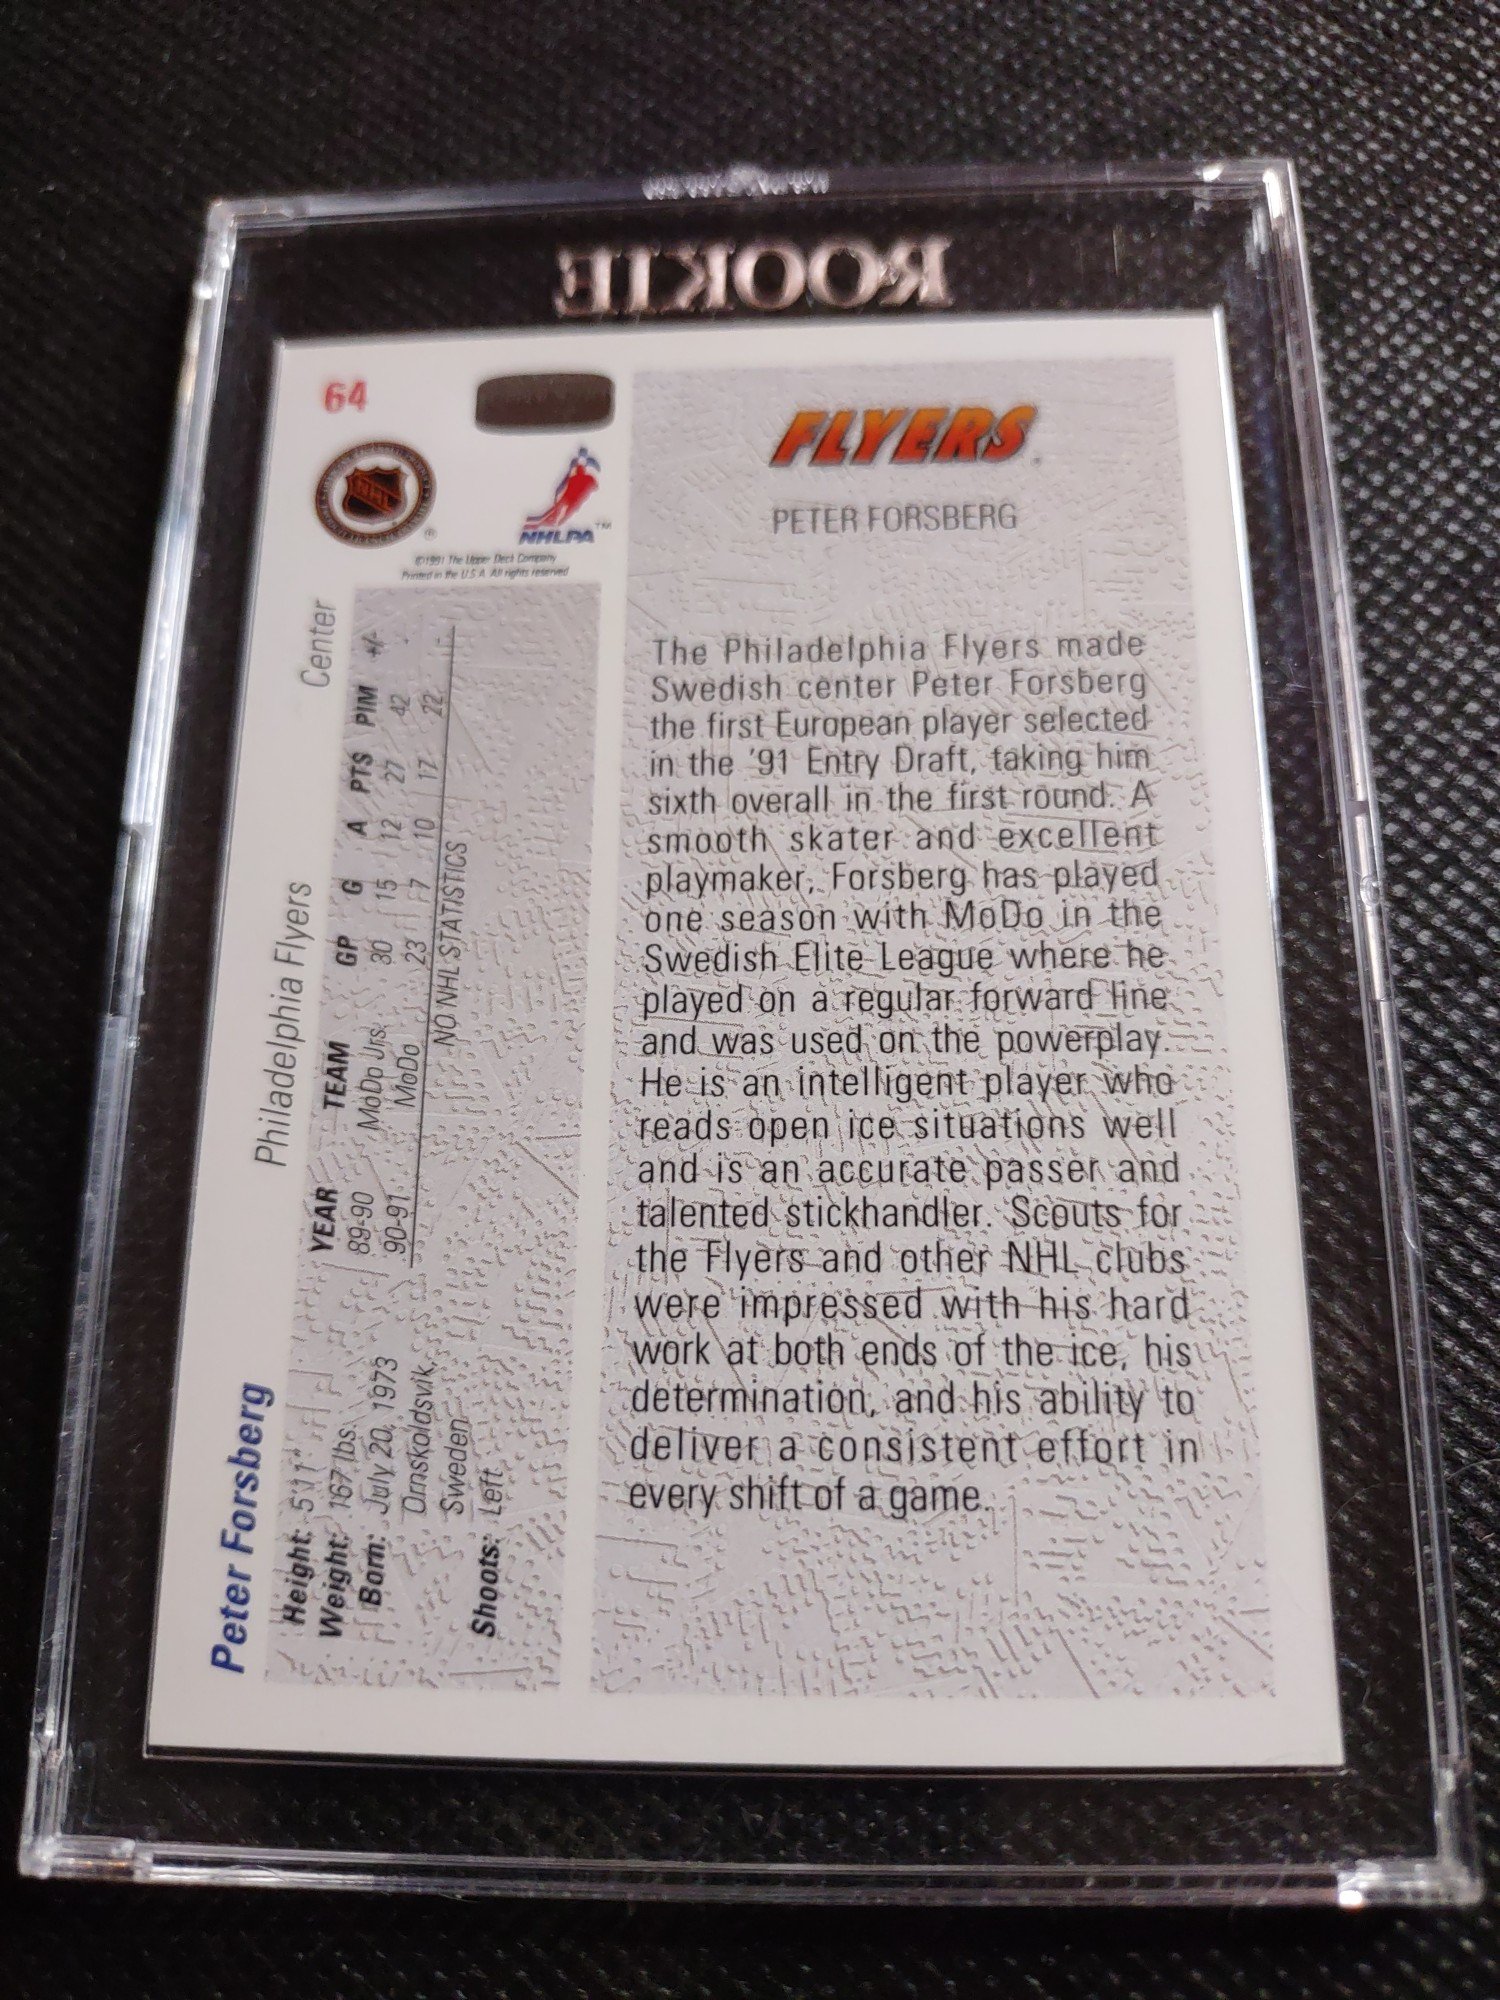 ROOKIE
64
NHL
®
NHLPA™
©1991 The Upper Deck Company
Printed in the U.S.A. All rights reserved
FLYERS
PETER FORSBERG
The Philadelphia Flyers made
Swedish center Peter Forsberg
the first European player selected
in the '91 Entry Draft, taking him
sixth overall in the first round. A
smooth skater and excellent
playmaker, Forsberg has played
one season with MoDo in the
Swedish Elite League where he
played on a regular forward line
and was used on the powerplay.
He is an intelligent player who
reads open ice situations well
and is an accurate passer and
talented stickhandler. Scouts for
the Flyers and other NHL clubs
were impressed with his hard
work at both ends of the ice, his
determination, and his ability to
deliver a consistent effort in
every shift of a game.
Peter Forsberg Philadelphia Flyers Center
Height: 5'11"
Weight: 167 lbs.
Born: July 20, 1973
Ornskoldsvik,
Sweden
Shoots: Left
YEAR TEAM GP G A PTS PIM +/-
89-90 MoDo Jrs. 30 15 12 27 42 -
90-91 MoDo 23 7 10 17 22
NO NHL STATISTICS